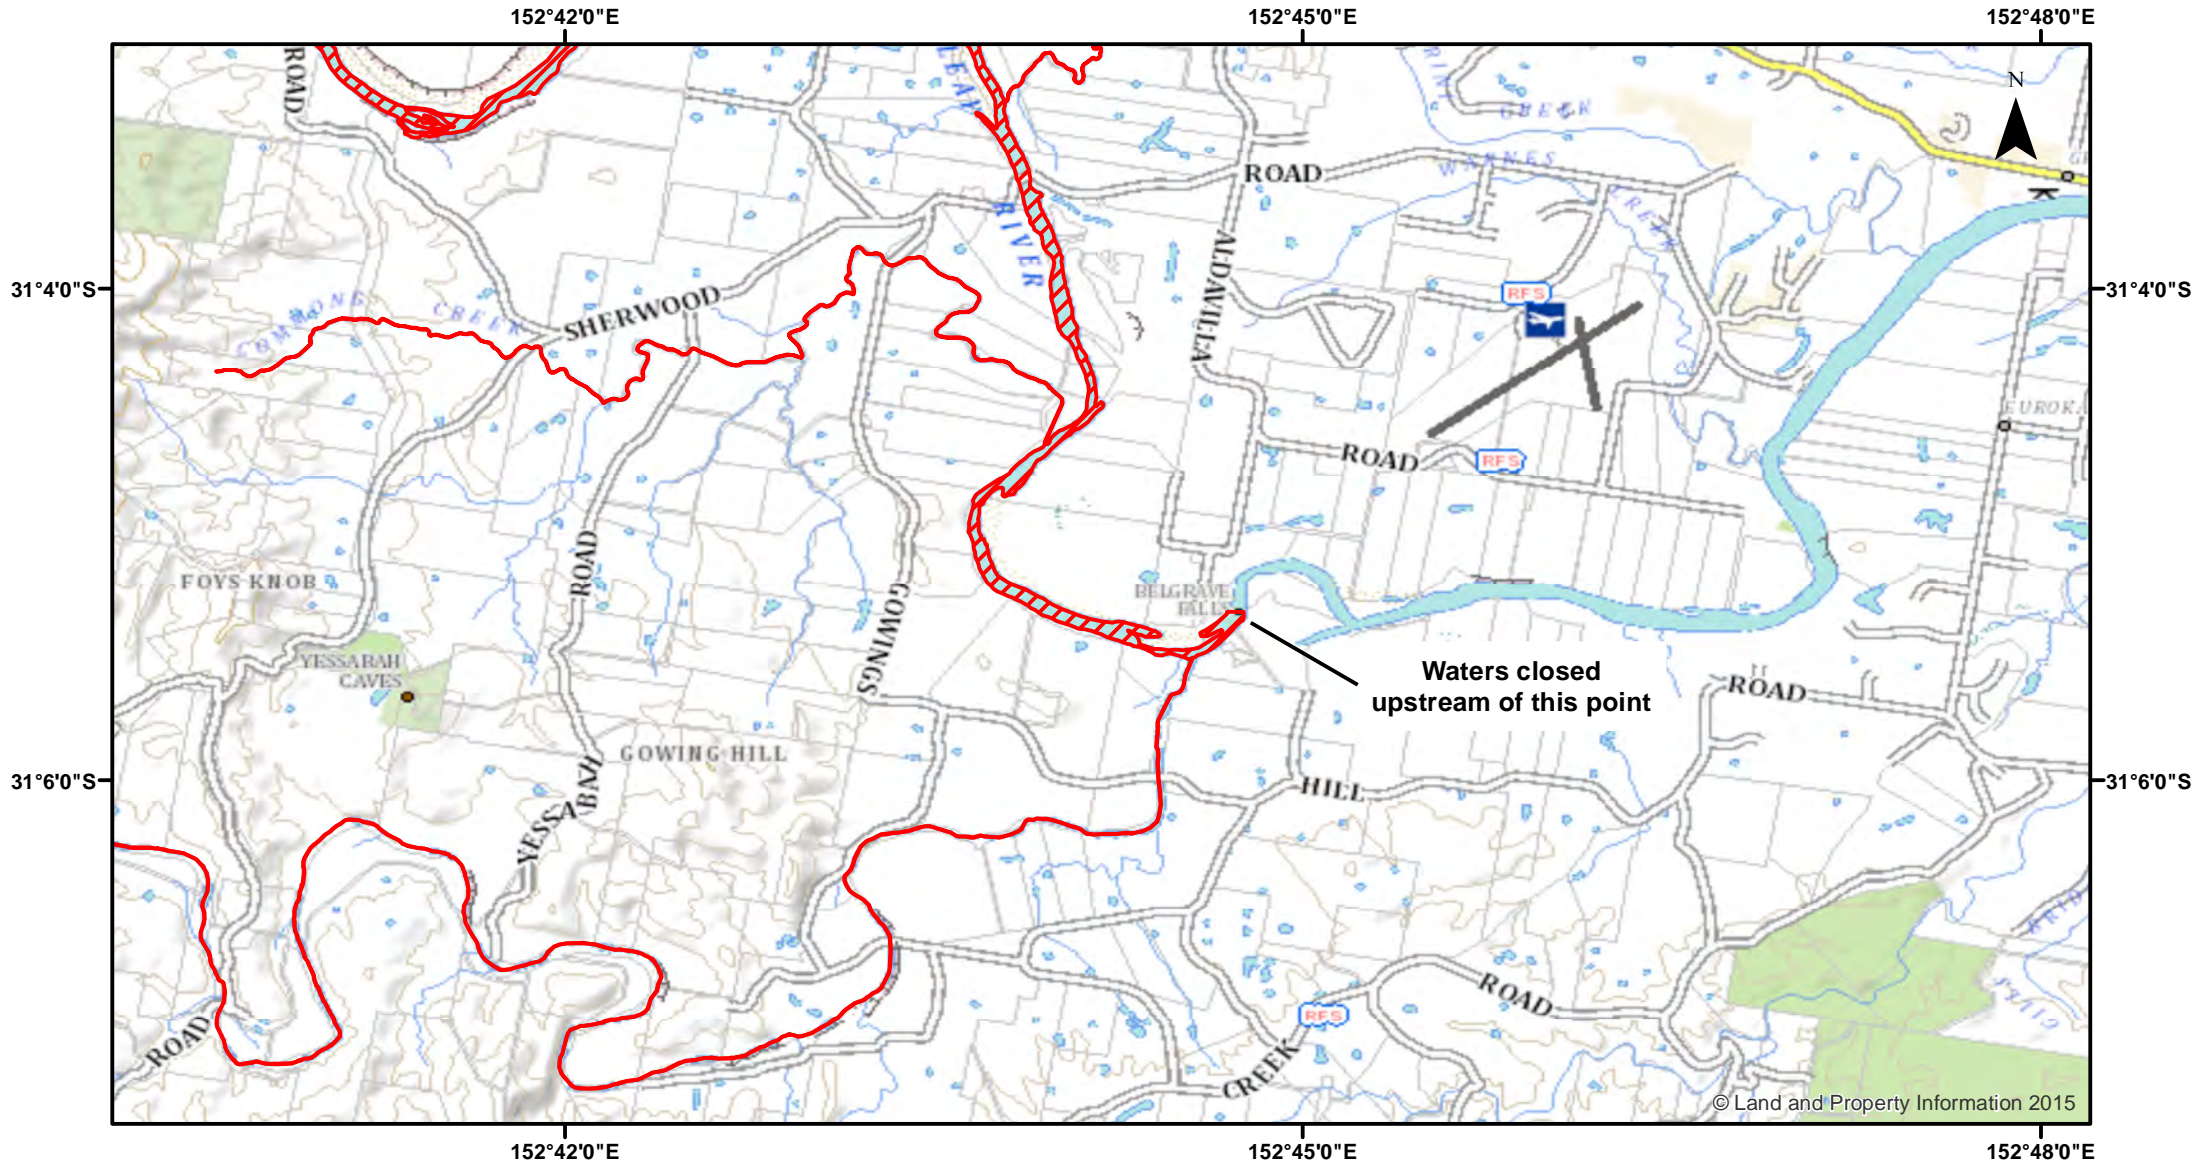 152°42'0"E
152°45'0"E
152°48'0"E
N
ROAD
CREEK
WARNES
ROAD
CREEK
RIVER
K
ALDAVILLA
31°4'0"S
31°4'0"S
RFS
COMMONG
CREEK
SHERWOOD
EUROKA
ROAD
RFS
ROAD
FOYS KNOB
GOWINGS
BELGRAVE
FALLS
YESSABAH
CAVES
Waters closed
upstream of this point
ROAD
GOWING HILL
31°6'0"S
31°6'0"S
HILL
YESSABAH
ROAD
ROAD
RFS
CREEK
© Land and Property Information 2015
152°42'0"E
152°45'0"E
152°48'0"E